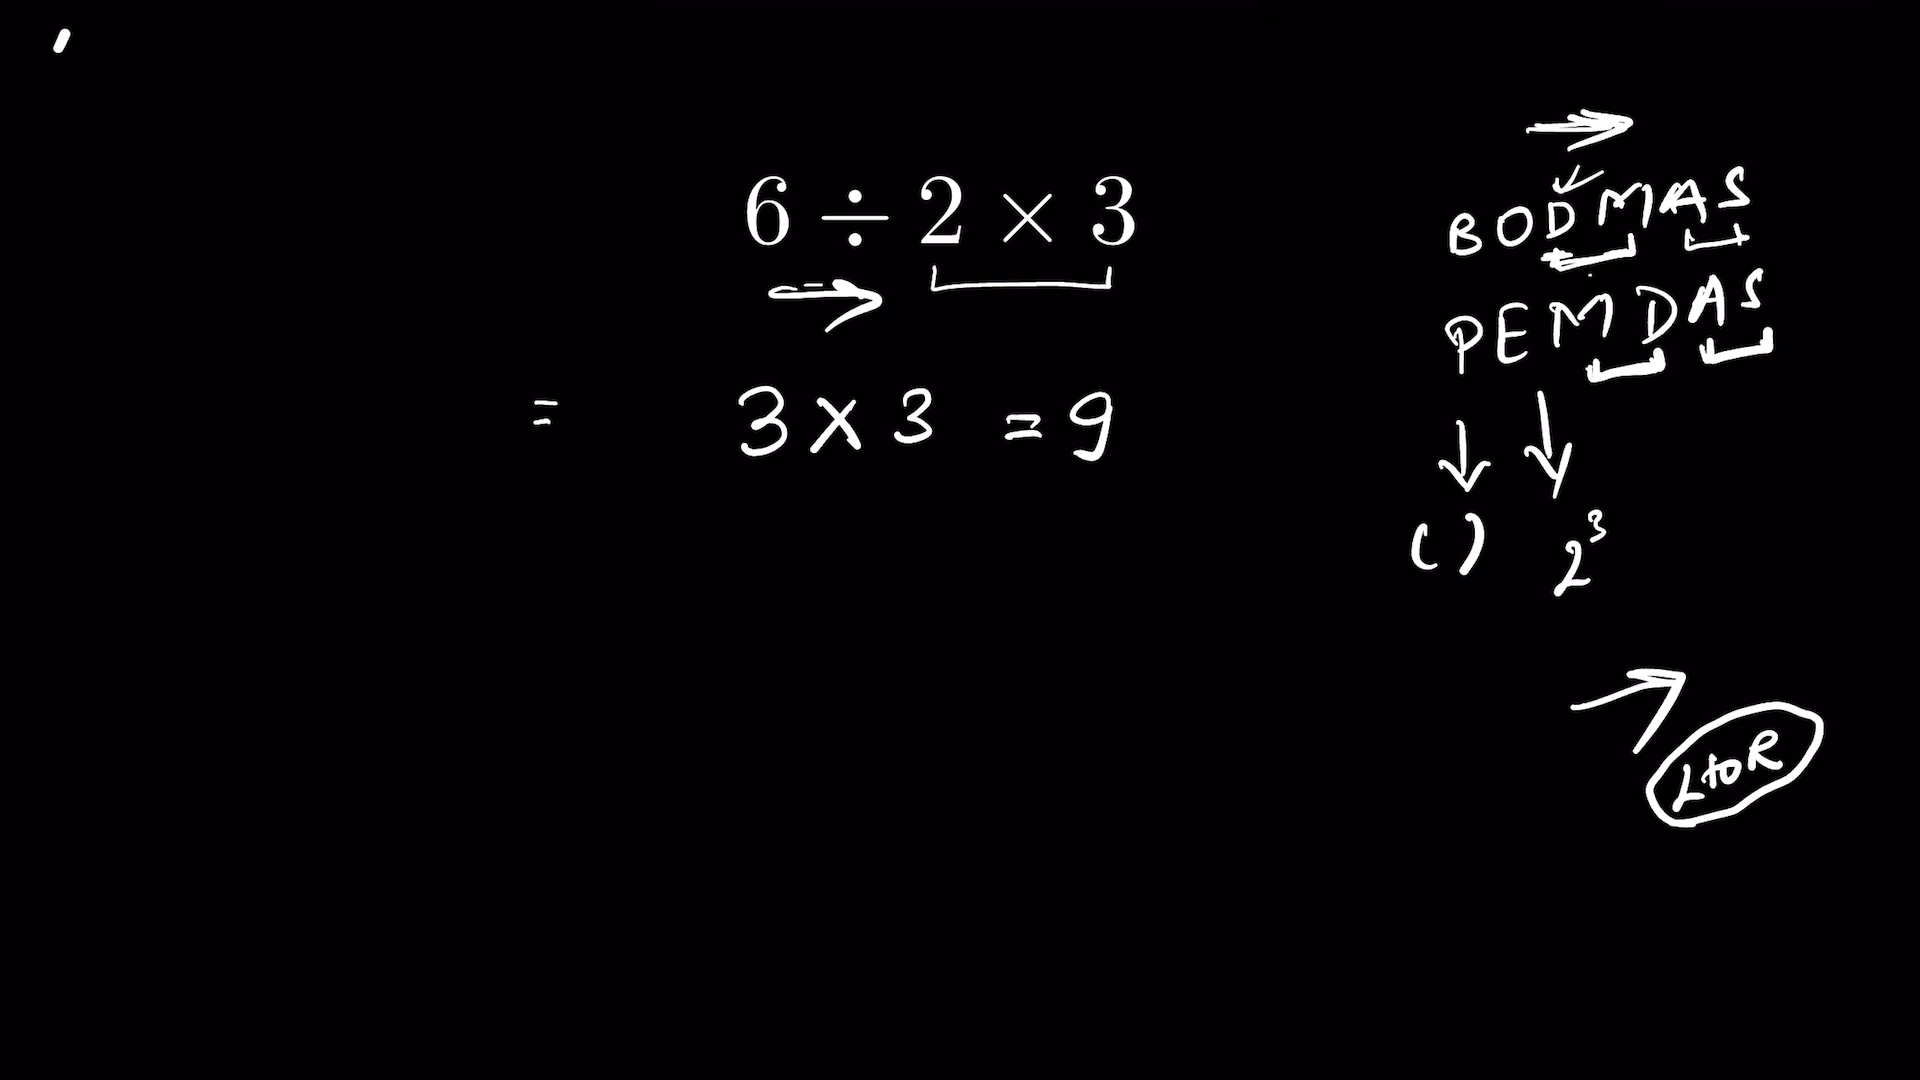 6 ÷ 2 × 3
= 3 × 3 = 9
BODMAS
PEMDAS
( ) 2³
L to R